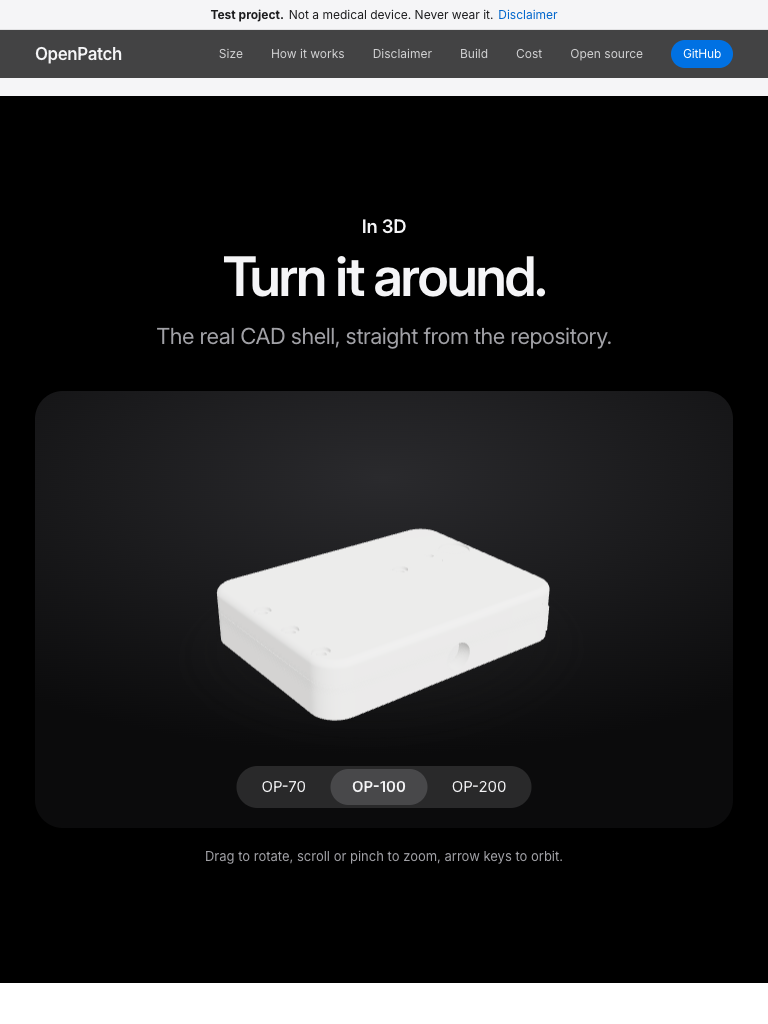 Test project. Not a medical device. Never wear it. Disclaimer
OpenPatch Size How it works Disclaimer Build Cost Open source GitHub
In 3D
Turn it around.
The real CAD shell, straight from the repository.
OP-70 OP-100 OP-200
Drag to rotate, scroll or pinch to zoom, arrow keys to orbit.